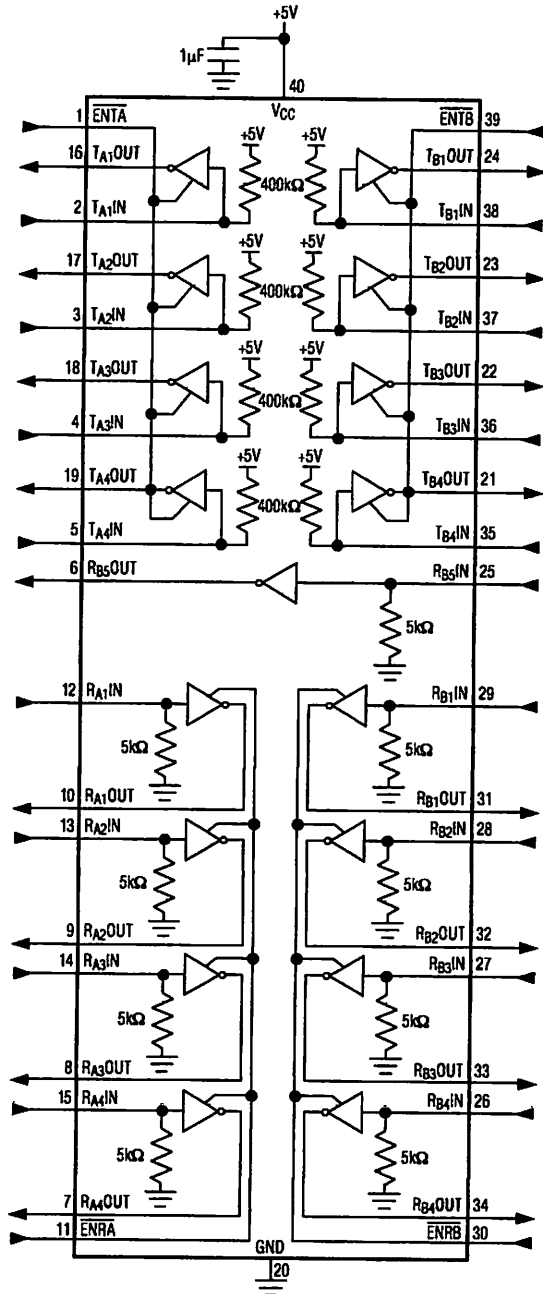 +5V
1µF
40
VCC
1 ENTA
ENTB 39
16 TA1OUT
+5V
+5V
TB1OUT 24
400kΩ
2 TA1IN
TB1IN 38
17 TA2OUT
+5V
+5V
TB2OUT 23
400kΩ
3 TA2IN
TB2IN 37
18 TA3OUT
+5V
+5V
TB3OUT 22
400kΩ
4 TA3IN
TB3IN 36
19 TA4OUT
+5V
+5V
TB4OUT 21
400kΩ
5 TA4IN
TB4IN 35
6 RB5OUT
RB5IN 25
5kΩ
12 RA1IN
RB1IN 29
5kΩ
5kΩ
10 RA1OUT
RB1OUT 31
13 RA2IN
RB2IN 28
5kΩ
5kΩ
9 RA2OUT
RB2OUT 32
14 RA3IN
RB3IN 27
5kΩ
5kΩ
8 RA3OUT
RB3OUT 33
15 RA4IN
RB4IN 26
5kΩ
5kΩ
7 RA4OUT
RB4OUT 34
11 ENRA
ENRB 30
GND
20